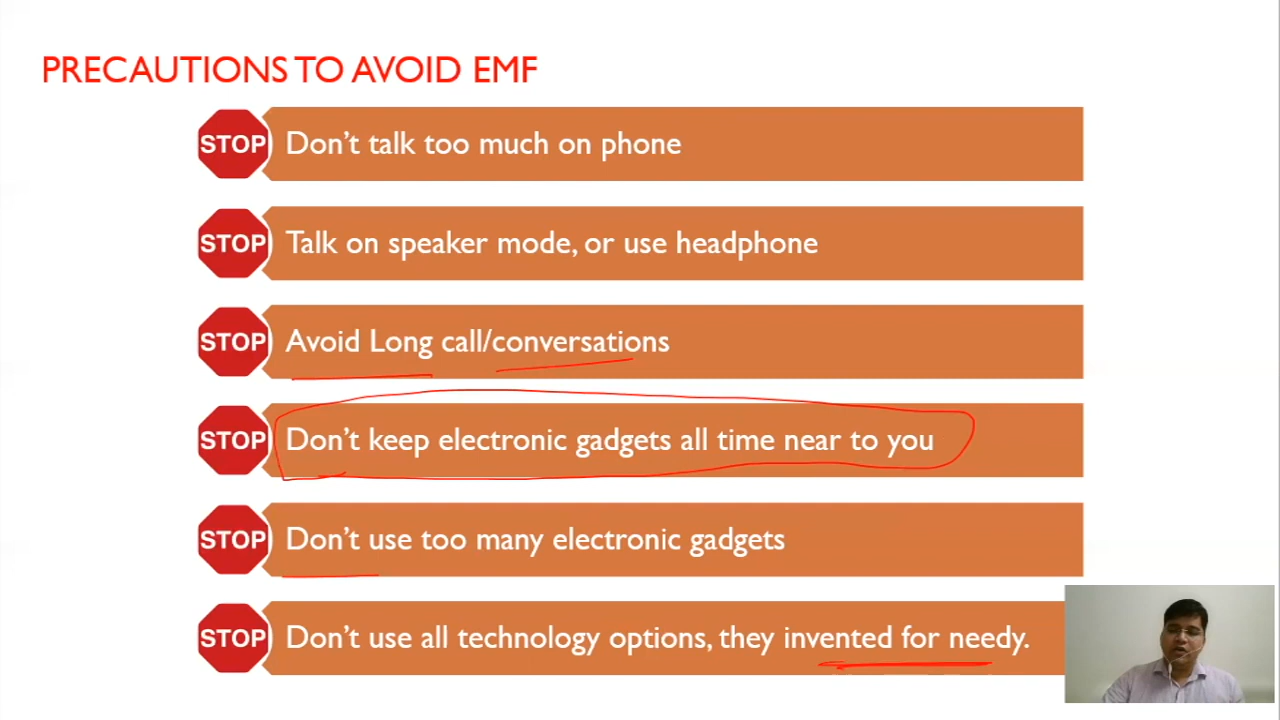 PRECAUTIONS TO AVOID EMF
STOP Don't talk too much on phone
STOP Talk on speaker mode, or use headphone
STOP Avoid Long call/conversations
STOP Don't keep electronic gadgets all time near to you
STOP Don't use too many electronic gadgets
STOP Don't use all technology options, they invented for needy.